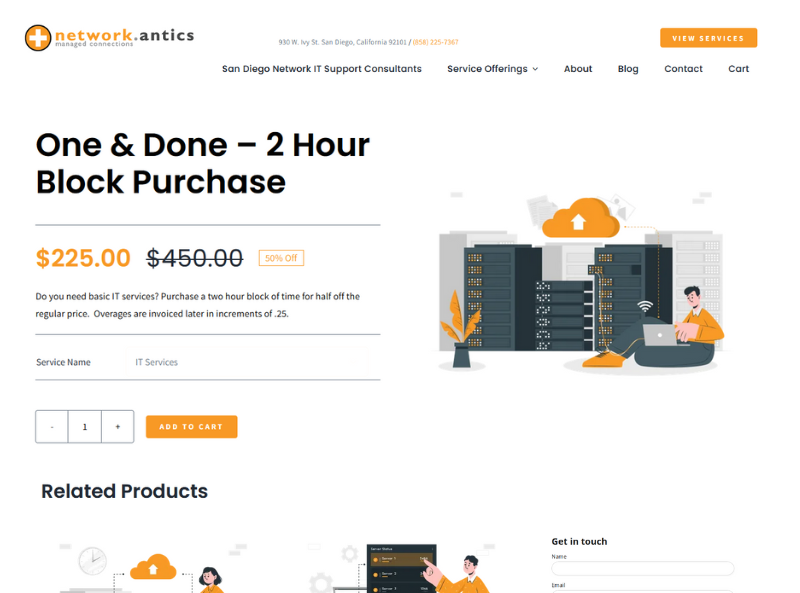 network.antics
managed connections
930 W. Ivy St. San Diego, California 92101 / (858) 225-7367
VIEW SERVICES
San Diego Network IT Support Consultants
Service Offerings
About
Blog
Contact
Cart
One & Done – 2 Hour
Block Purchase
$225.00 $450.00 50% Off
Do you need basic IT services? Purchase a two hour block of time for half off the
regular price. Overages are invoiced later in increments of .25.
Service Name
IT Services
- 1 +
ADD TO CART
Related Products
Get in touch
Name
Email